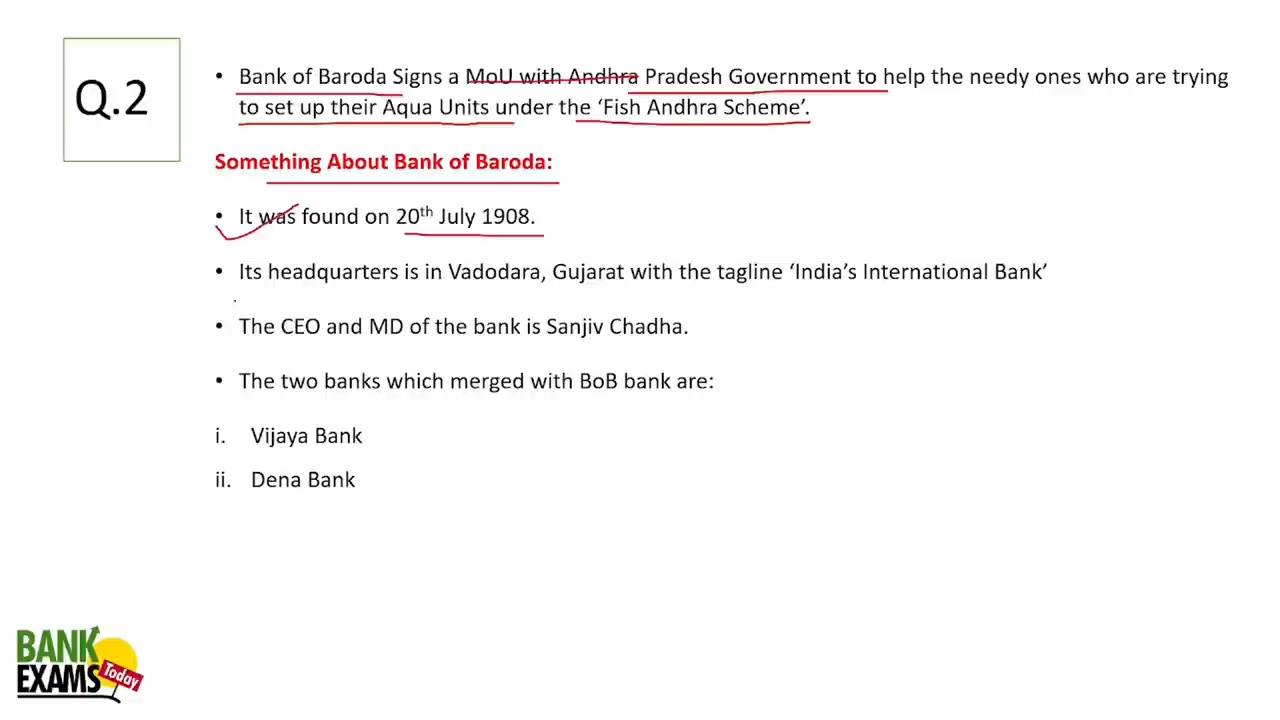 Q.2
• Bank of Baroda Signs a MoU with Andhra Pradesh Government to help the needy ones who are trying
to set up their Aqua Units under the ‘Fish Andhra Scheme’.
Something About Bank of Baroda:
• It was found on 20th July 1908.
• Its headquarters is in Vadodara, Gujarat with the tagline ‘India’s International Bank’
• The CEO and MD of the bank is Sanjiv Chadha.
• The two banks which merged with BoB bank are:
i. Vijaya Bank
ii. Dena Bank
BANK
EXAMS Today